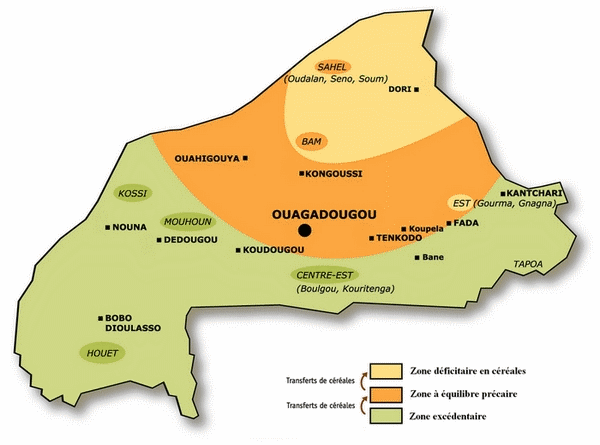 SAHEL
(Oudalan, Seno, Soum)
DORI
BAM
OUAHIGOUYA
KONGOUSSI
KOSSI
KANTCHARI
EST (Gourma, Gnagna)
MOUHOUN
OUAGADOUGOU
NOUNA
FADA
Koupela
DEDOUGOU
TENKODO
KOUDOUGOU
Bane
TAPOA
CENTRE-EST
(Boulgou, Kouritenga)
BOBO
DIOULASSO
HOUET
Zone déficitaire en céréales
Transferts de céréales
Zone à équilibre précaire
Transferts de céréales
Zone excédentaire